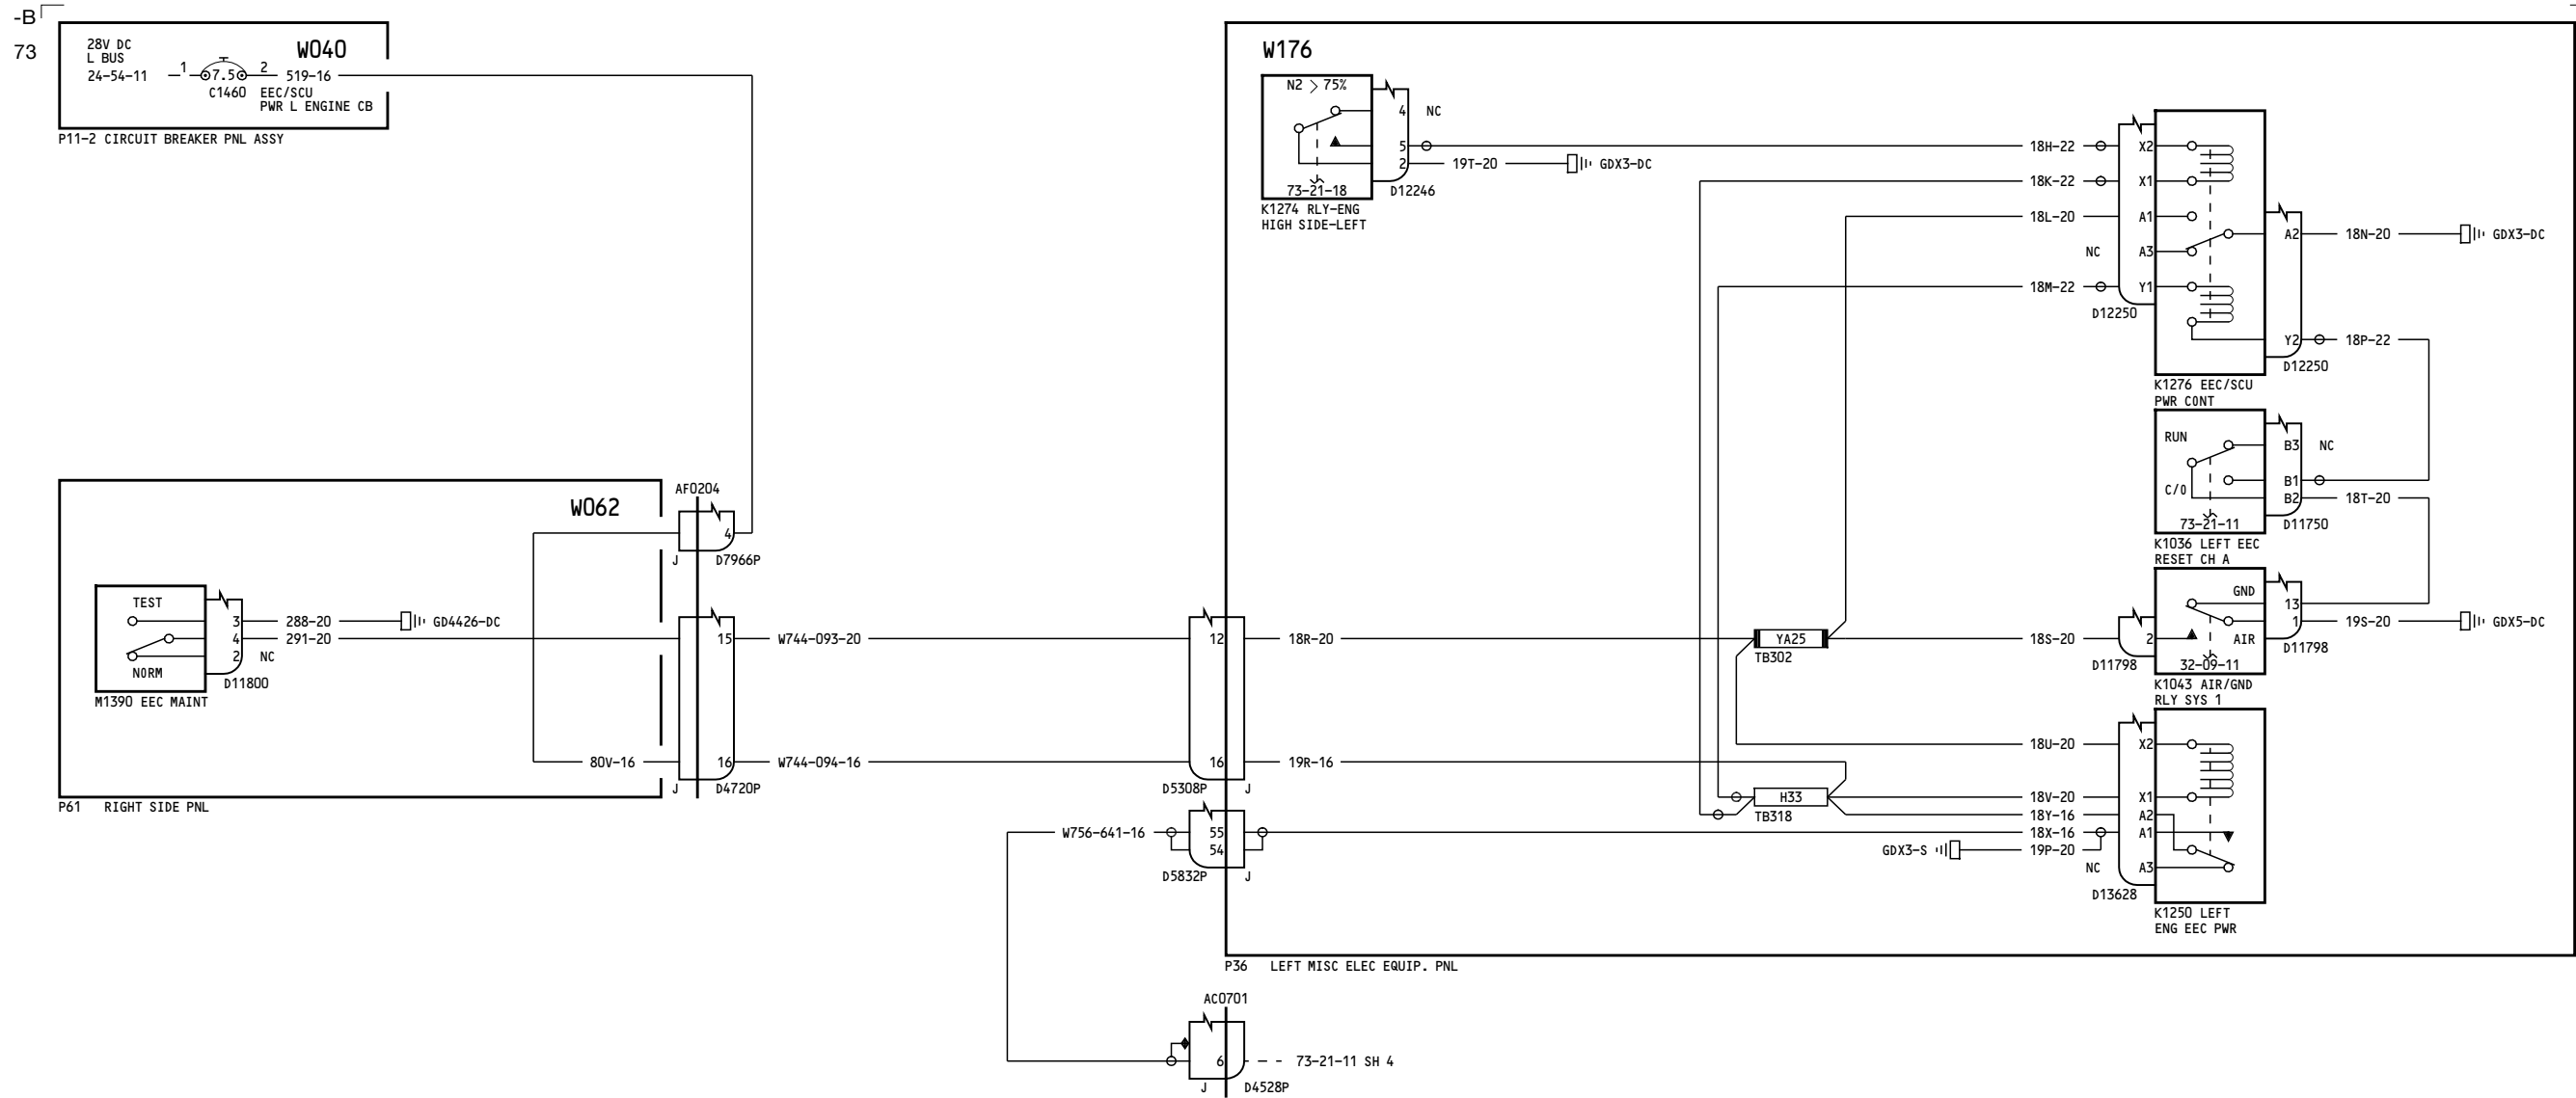 -B
73
28V DC
L BUS
24-54-11
1
7.5
2
519-16
W040
C1460
EEC/SCU
PWR L ENGINE CB
P11-2 CIRCUIT BREAKER PNL ASSY
W062
AF0204
4
J
D7966P
TEST
NORM
3
4
2
NC
288-20
GD4426-DC
291-20
D11800
M1390 EEC MAINT
15
W744-093-20
80V-16
16
W744-094-16
J
D4720P
P61 RIGHT SIDE PNL
12
16
D5308P
J
W756-641-16
55
54
D5832P
J
W176
N2 > 75%
4
NC
5
2
19T-20
GDX3-DC
73-21-18
D12246
K1274 RLY-ENG
HIGH SIDE-LEFT
18H-22
X2
18K-22
X1
18L-20
A1
NC
A3
18M-22
Y1
D12250
A2
18N-20
GDX3-DC
Y2
18P-22
D12250
K1276 EEC/SCU
PWR CONT
RUN
C/O
B3
NC
B1
B2
18T-20
73-21-11
D11750
K1036 LEFT EEC
RESET CH A
GND
13
1
19S-20
GDX5-DC
AIR
18R-20
YA25
TB302
18S-20
2
D11798
32-09-11
D11798
K1043 AIR/GND
RLY SYS 1
18U-20
X2
19R-16
H33
TB318
18V-20
X1
18Y-16
A2
18X-16
A1
GDX3-S
19P-20
NC
A3
D13628
K1250 LEFT
ENG EEC PWR
P36 LEFT MISC ELEC EQUIP. PNL
AC0701
6
73-21-11 SH 4
J
D4528P